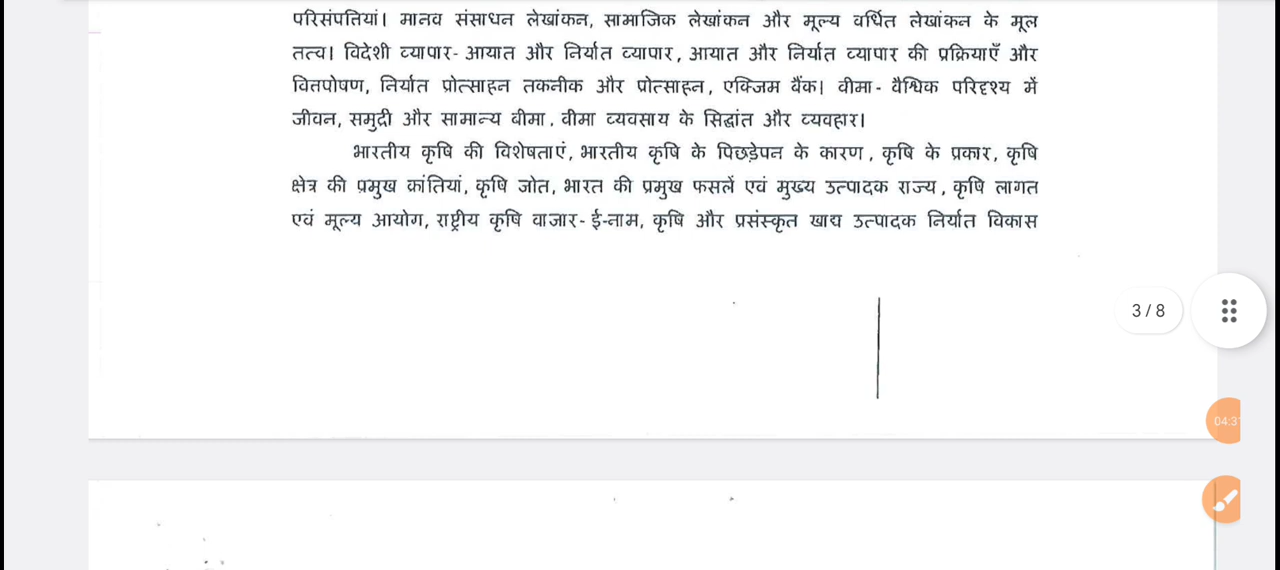 परिसंपतियां। मानव संसाधन लेखांकन, सामाजिक लेखांकन और मूल्य वर्धित लेखांकन के मूल
तत्व। विदेशी व्यापार- आयात और निर्यात व्यापार, आयात और निर्यात व्यापार की प्रक्रियाएँ और
वितपोषण, निर्यात प्रोत्साहन तकनीक और प्रोत्साहन, एक्जिम बैंक। बीमा - वैश्विक परिदृश्य में
जीवन, समुद्री और सामान्य बीमा, बीमा व्यवसाय के सिद्वांत और व्यवहार।
भारतीय कृषि की विशेषताएं, भारतीय कृषि के पिछड़ेपन के कारण, कृषि के प्रकार, कृषि
क्षेत्र की प्रमुख क्रांतियां, कृषि जोत, भारत की प्रमुख फसलें एवं मुख्य उत्पादक राज्य, कृषि लागत
एवं मूल्य आयोग, राष्ट्रीय कृषि बाजार- ई-नाम, कृषि और प्रसंस्कृत खाद्य उत्पादक निर्यात विकास
3 / 8